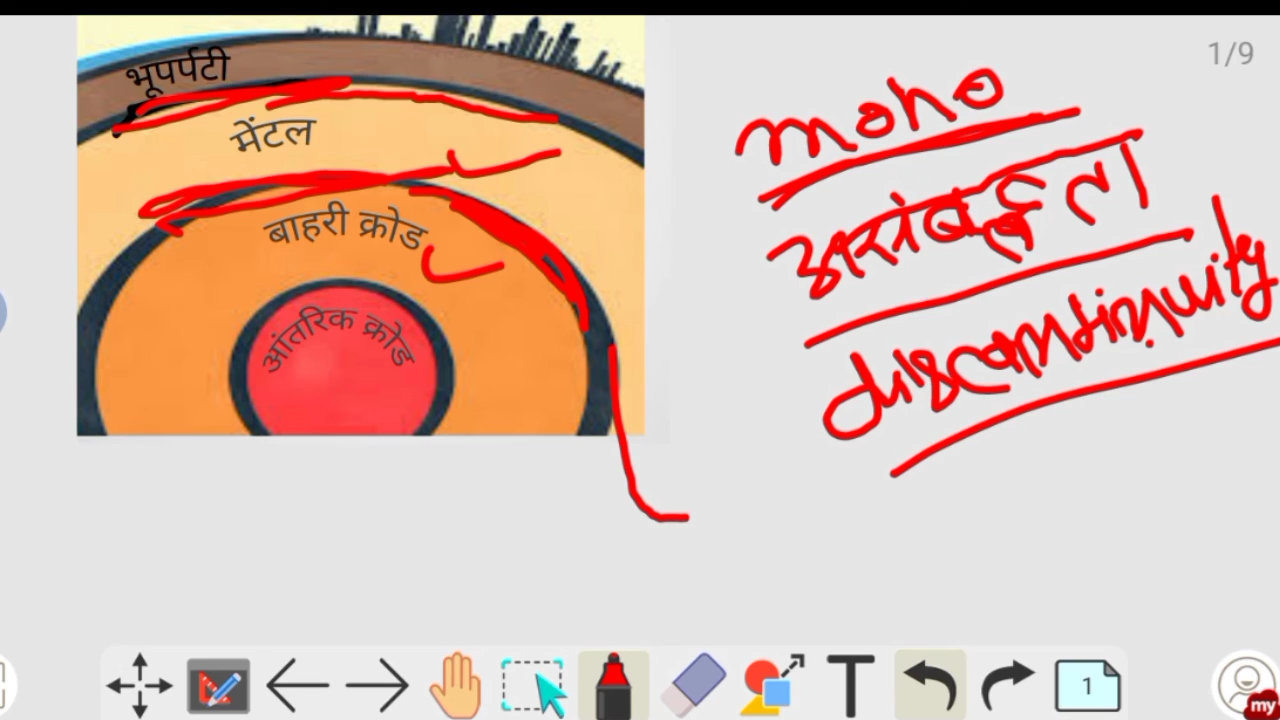 1/9
भूपर्पटी
मेंटल
बाहरी क्रोड
आंतरिक क्रोड
moho
असंबद्धता
discontinuity
T
1
my